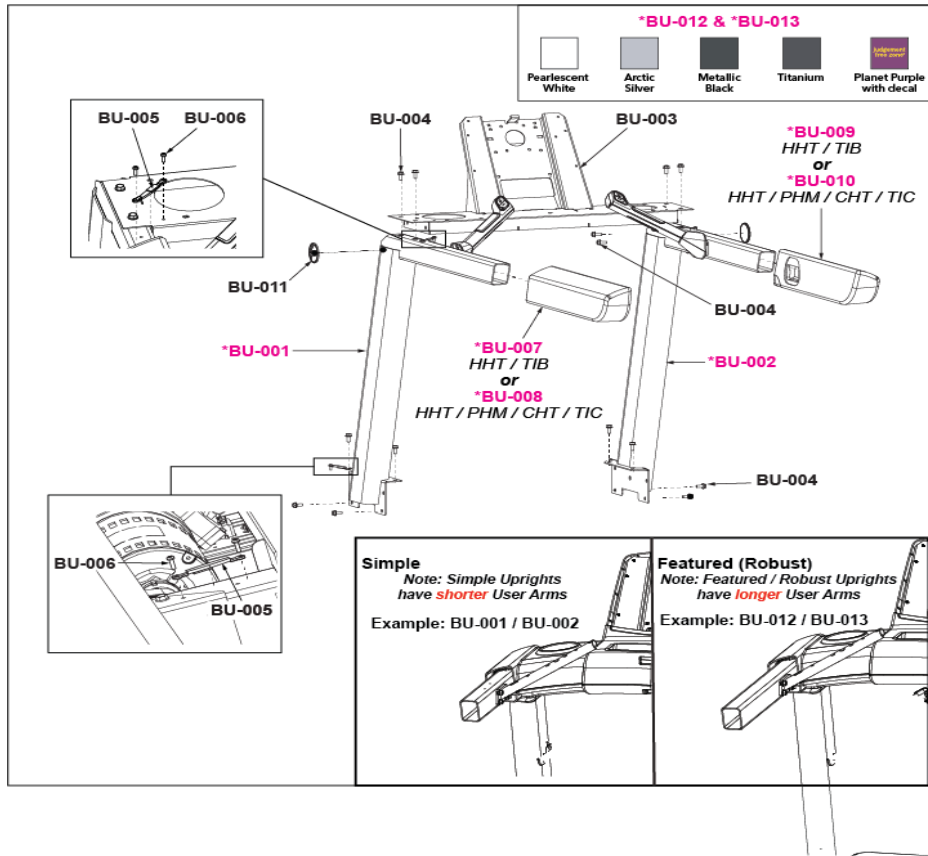 *BU-012 & *BU-013
Pearlescent
White
Arctic
Silver
Metallic
Black
Titanium
Planet Purple
with decal
judgement
free zone®
BU-005
BU-006
BU-004
BU-003
*BU-009
HHT / TIB
or
*BU-010
HHT / PHM / CHT / TIC
BU-011
BU-004
*BU-001
*BU-007
HHT / TIB
or
*BU-008
HHT / PHM / CHT / TIC
*BU-002
BU-004
BU-006
BU-005
Simple
Note: Simple Uprights
have shorter User Arms
Example: BU-001 / BU-002
Featured (Robust)
Note: Featured / Robust Uprights
have longer User Arms
Example: BU-012 / BU-013